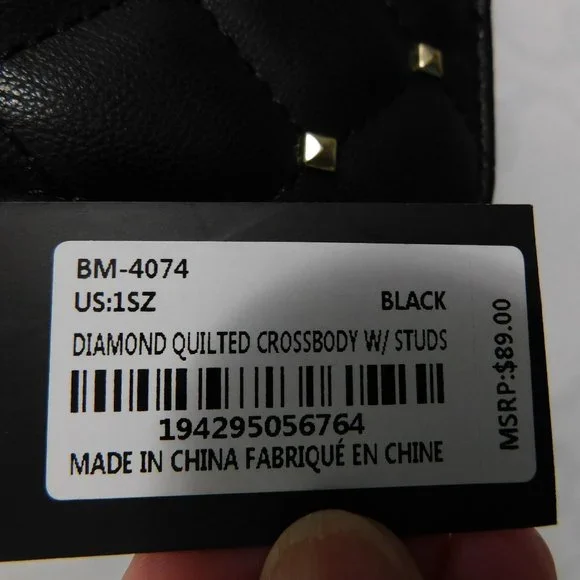 BM-4074
US:1SZ BLACK
DIAMOND QUILTED CROSSBODY W/ STUDS
194295056764
MADE IN CHINA FABRIQUÉ EN CHINE
MSRP:$89.00